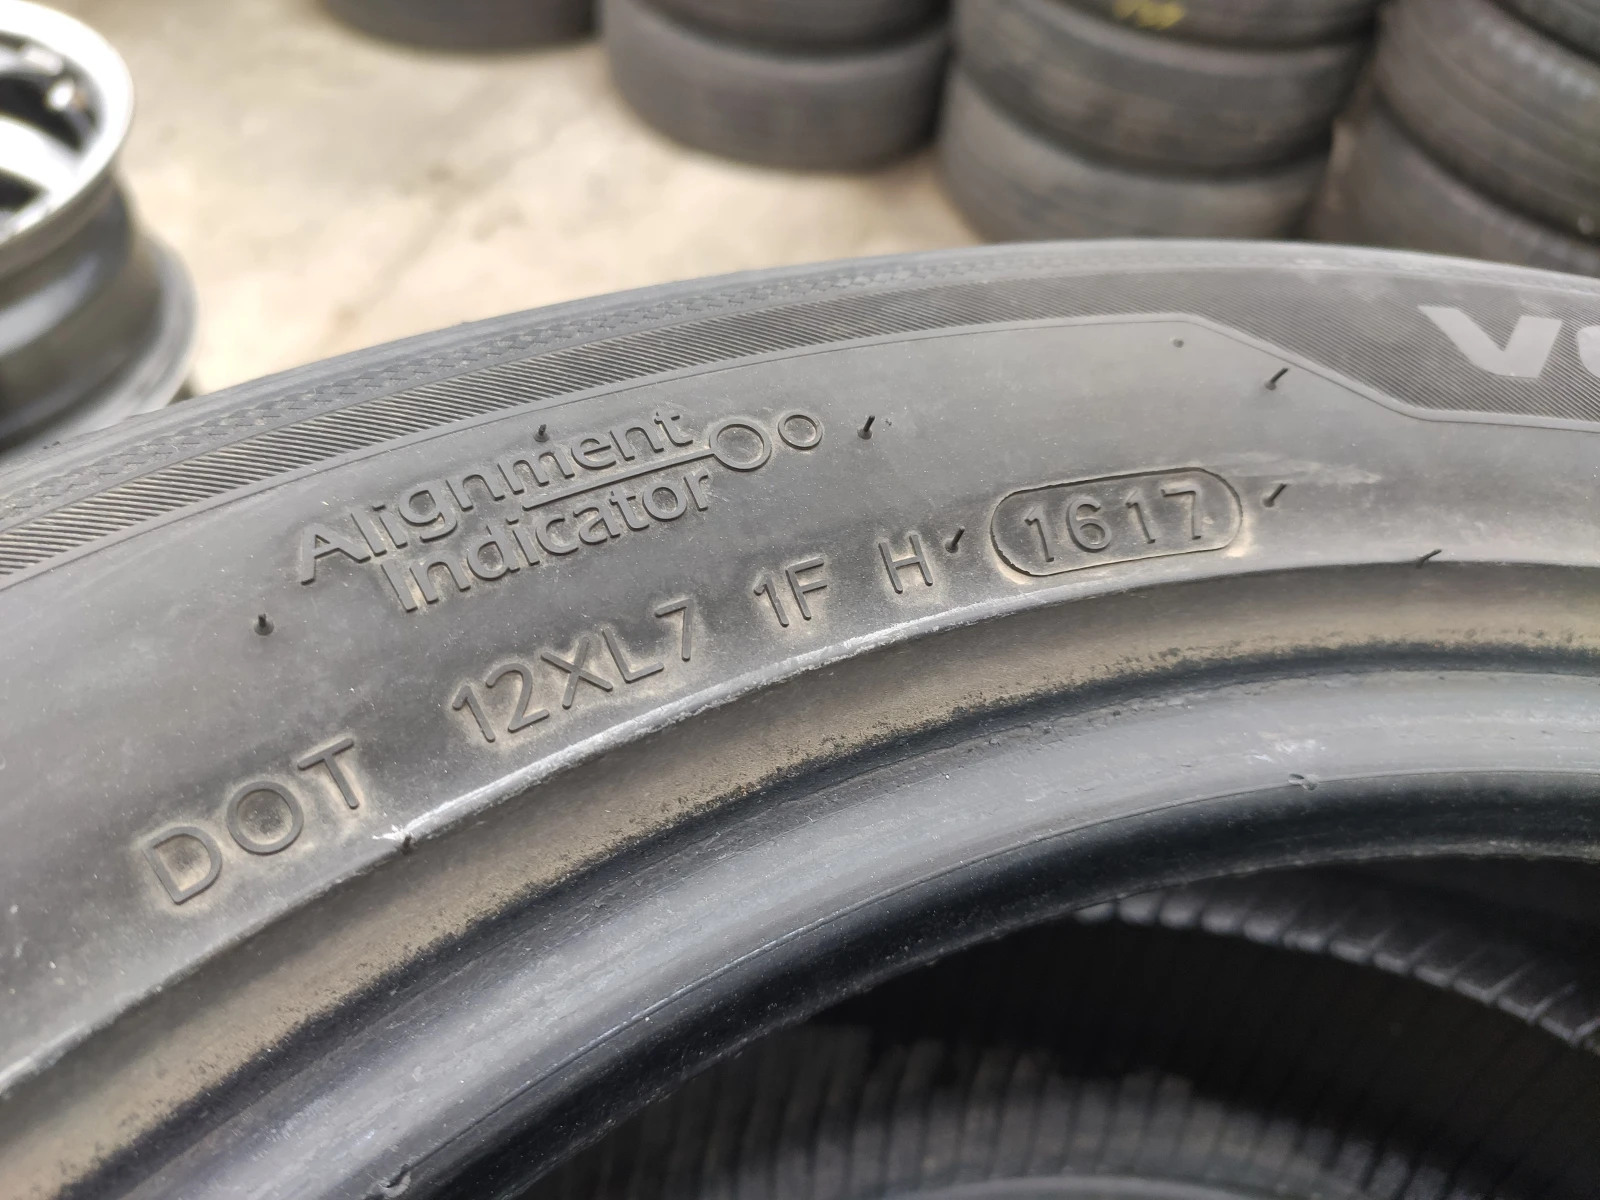 Alignment
Indicator
DOT 12XL7 1F H 1617